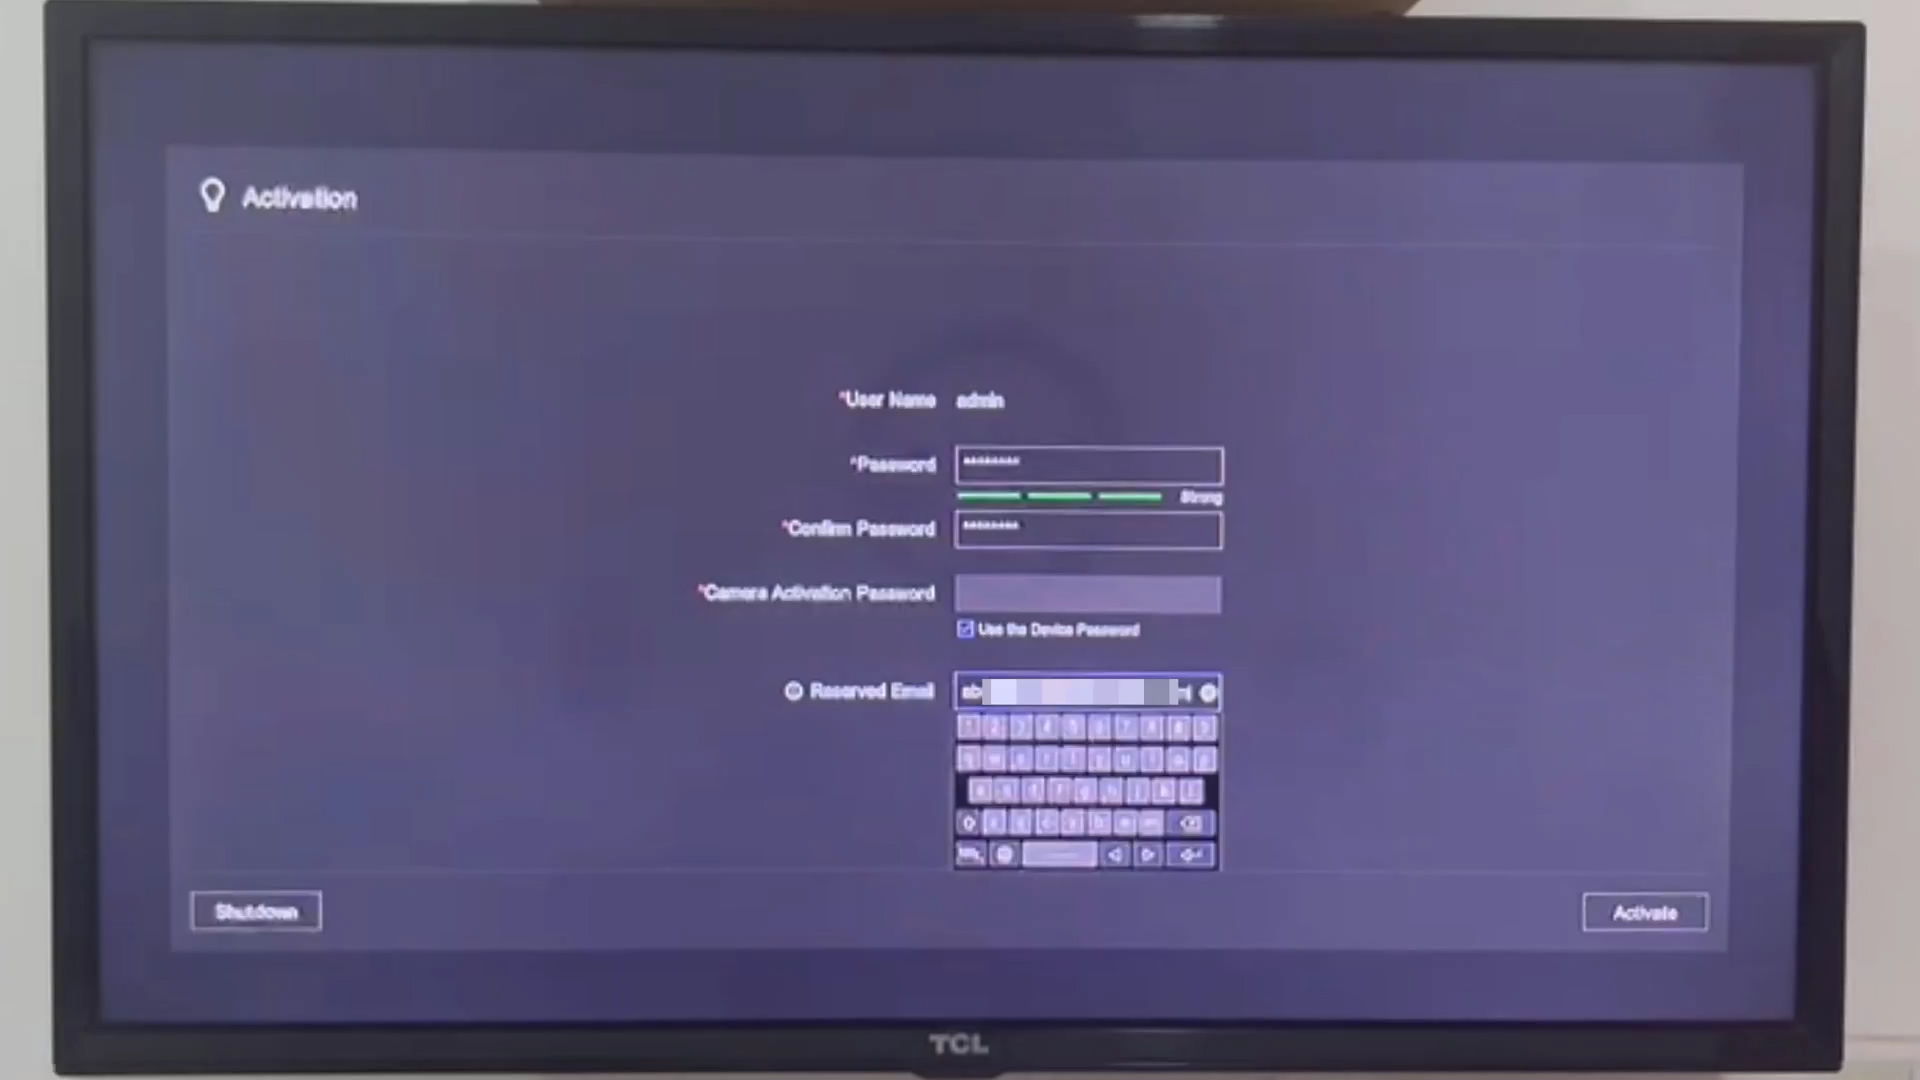 Activation
*User Name admin
*Password ********
Strong
*Confirm Password ********
*Camera Activation Password
Use the Device Password
Reserved Email ab
Shutdown
Activate
TCL